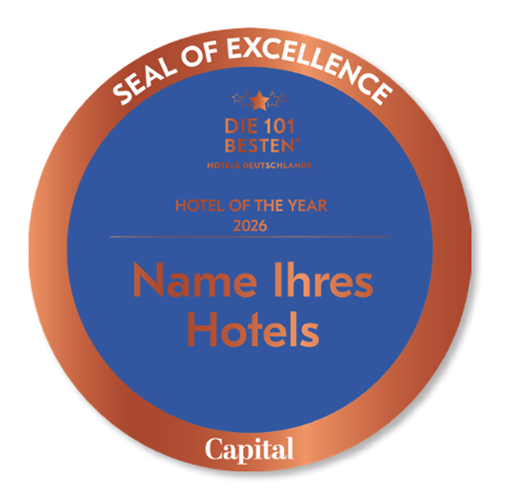 SEAL OF EXCELLENCE
DIE 101
BESTEN®
HOTELS DEUTSCHLANDS
HOTEL OF THE YEAR
2026
Name Ihres
Hotels
Capital